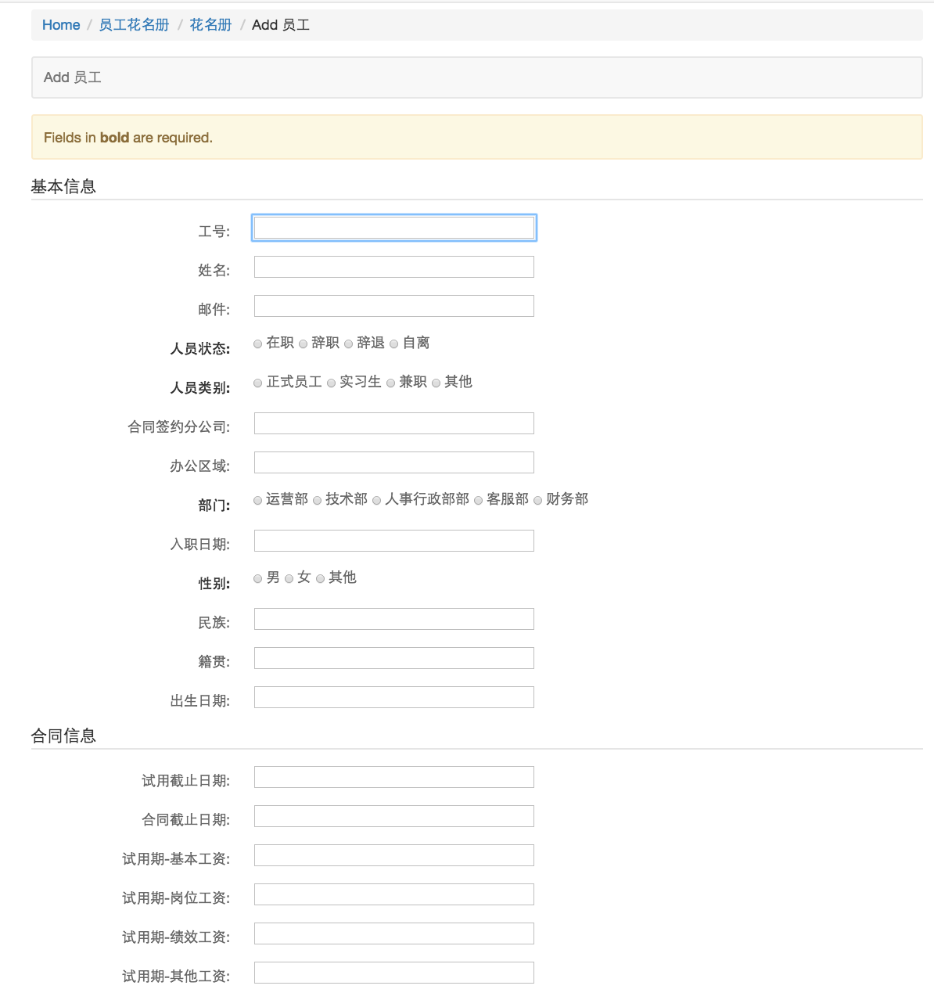 Home / 员工花名册 / 花名册 / Add 员工
Add 员工
Fields in bold are required.
基本信息
工号:
姓名:
邮件:
人员状态: 在职 辞职 辞退 自离
人员类别: 正式员工 实习生 兼职 其他
合同签约分公司:
办公区域:
部门: 运营部 技术部 人事行政部部 客服部 财务部
入职日期:
性别: 男 女 其他
民族:
籍贯:
出生日期:
合同信息
试用截止日期:
合同截止日期:
试用期-基本工资:
试用期-岗位工资:
试用期-绩效工资:
试用期-其他工资: